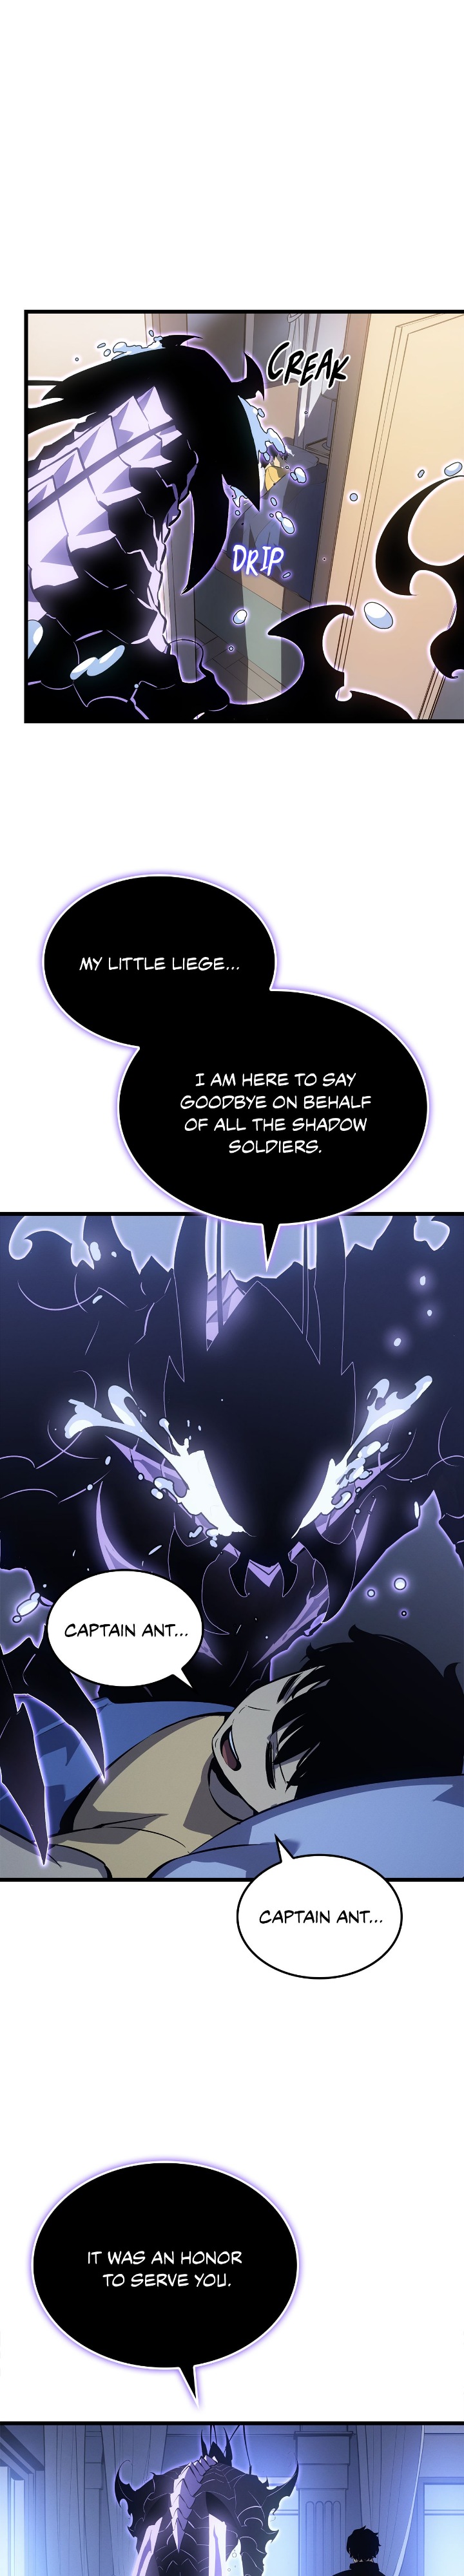 CREAK
DRIP
MY LITTLE LIEGE...
I AM HERE TO SAY
GOODBYE ON BEHALF
OF ALL THE SHADOW
SOLDIERS.
CAPTAIN ANT...
CAPTAIN ANT...
IT WAS AN HONOR
TO SERVE YOU.